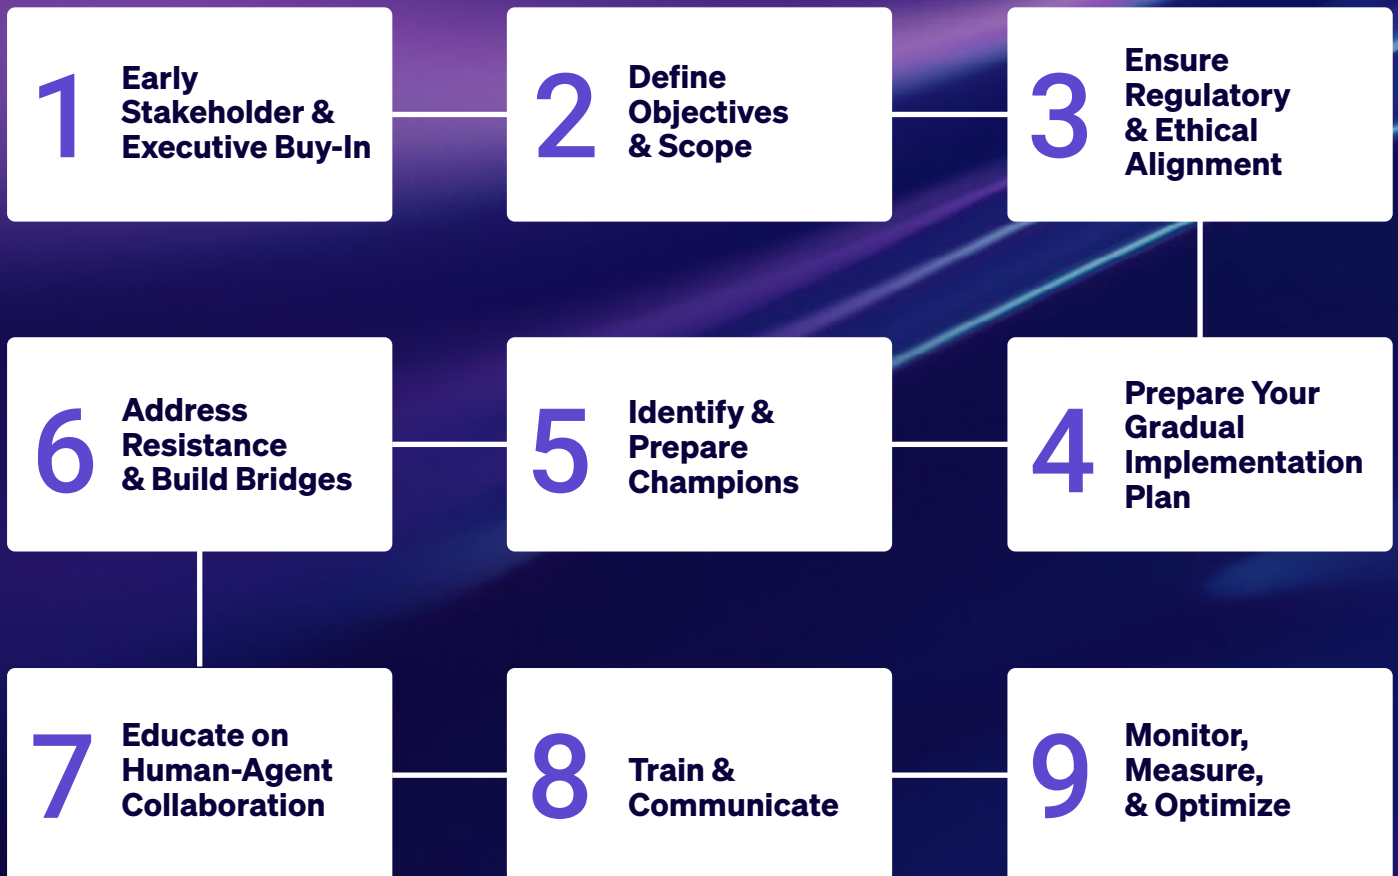 1
Early
Stakeholder &
Executive Buy-In
2
Define
Objectives
& Scope
3
Ensure
Regulatory
& Ethical
Alignment
4
Prepare Your
Gradual
Implementation
Plan
5
Identify &
Prepare
Champions
6
Address
Resistance
& Build Bridges
7
Educate on
Human-Agent
Collaboration
8
Train &
Communicate
9
Monitor,
Measure,
& Optimize